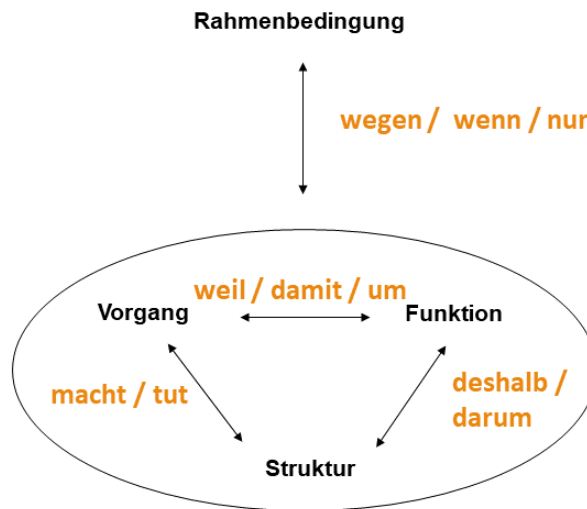 Rahmenbedingung
wegen / wenn / nur
weil / damit / um
Vorgang
Funktion
macht / tut
deshalb /
darum
Struktur